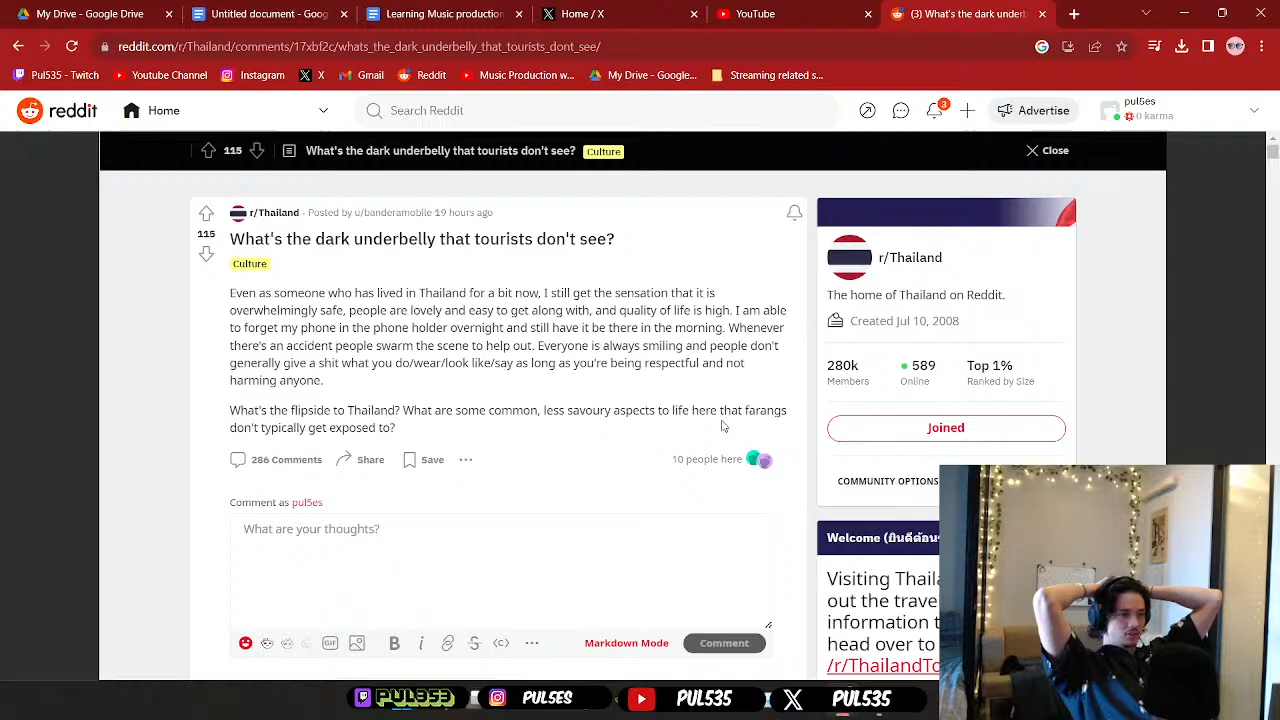 My Drive - Google Drive
Untitled document - Goog
Learning Music production
Home / X
YouTube
(3) What's the dark underb
reddit.com/r/Thailand/comments/17xbf2c/whats_the_dark_underbelly_that_tourists_dont_see/
Pul535 - Twitch
Youtube Channel
Instagram
X
Gmail
Reddit
Music Production w...
My Drive - Google...
Streaming related s...
reddit
Home
Search Reddit
3
Advertise
pul5es
0 karma
115
What's the dark underbelly that tourists don't see?
Culture
Close
r/Thailand · Posted by u/banderamobile 19 hours ago
115
What's the dark underbelly that tourists don't see?
Culture
Even as someone who has lived in Thailand for a bit now, I still get the sensation that it is
overwhelmingly safe, people are lovely and easy to get along with, and quality of life is high. I am able
to forget my phone in the phone holder overnight and still have it be there in the morning. Whenever
there's an accident people swarm the scene to help out. Everyone is always smiling and people don't
generally give a shit what you do/wear/look like/say as long as you're being respectful and not
harming anyone.
What's the flipside to Thailand? What are some common, less savoury aspects to life here that farangs
don't typically get exposed to?
286 Comments
Share
Save
10 people here
Comment as pul5es
What are your thoughts?
GIF
B
i
Markdown Mode
Comment
r/Thailand
The home of Thailand on Reddit.
Created Jul 10, 2008
280k
589
Top 1%
Members
Online
Ranked by Size
Joined
COMMUNITY OPTIONS
Welcome (ยินดีต้อน
Visiting Thaila
out the trave
information t
head over to
/r/ThailandTo
PUL353
PUL5ES
PUL535
PUL535